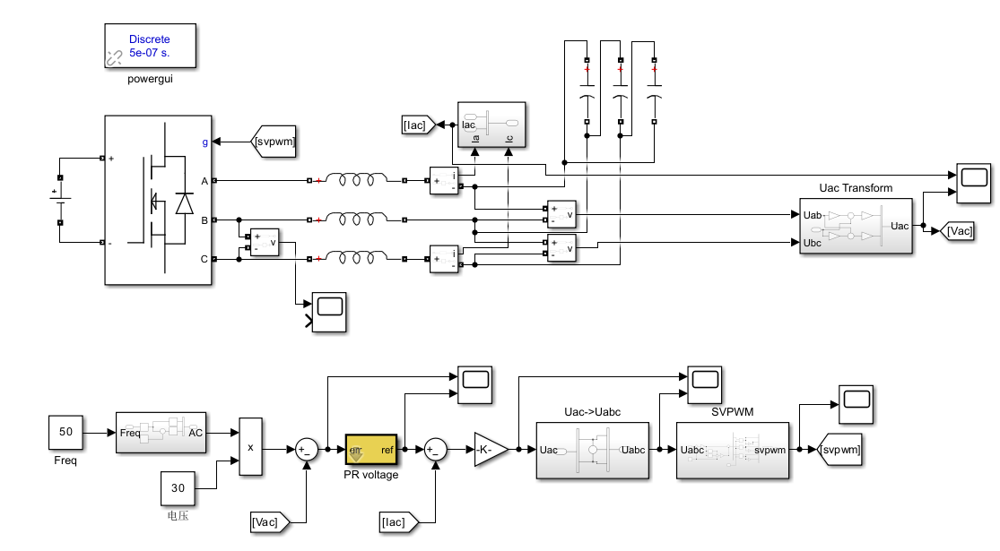 Discrete
5e-07 s.
powergui
g
[svpwm]
[Iac]
Iac
Ia
Ic
+
A
i
+
-
Uac Transform
B
+
-
v
Uab
Uac
[Vac]
+
-
v
+
-
v
Ubc
-
C
i
+
-
Uac->Uabc
SVPWM
50
Freq
AC
x
+
-
err
ref
+
-
-K-
Uac
Uabc
Uabc
svpwm
[svpwm]
Freq
PR voltage
30
电压
[Vac]
[Iac]